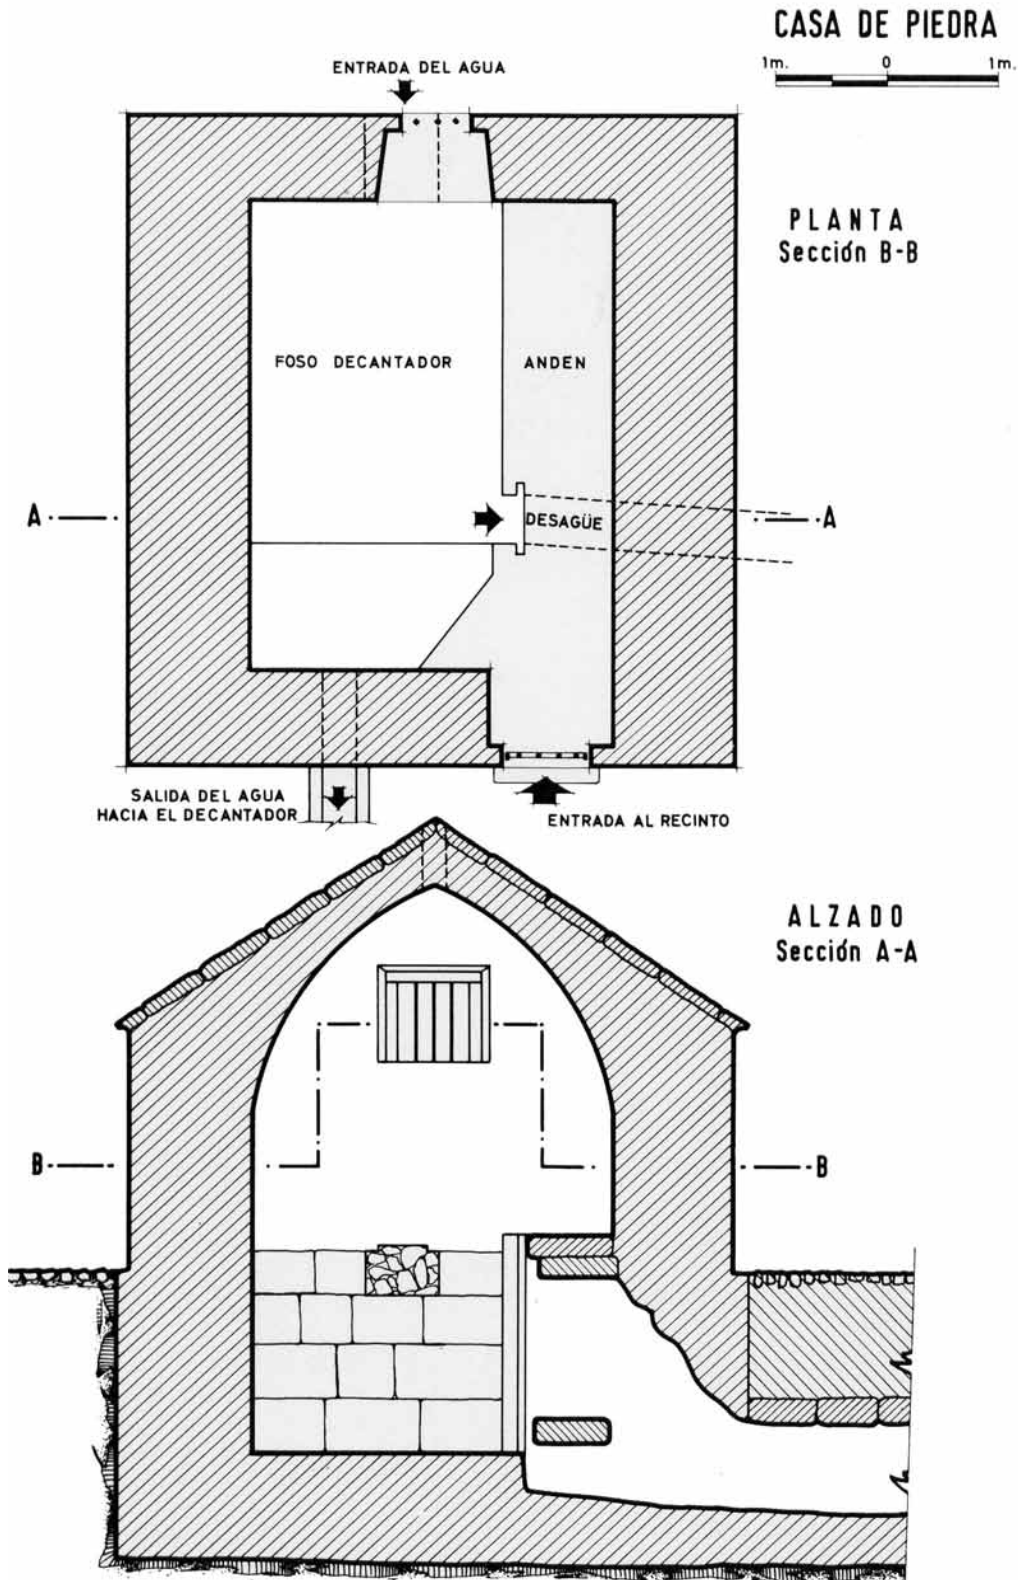 CASA DE PIEDRA
1m. 0 1m.
ENTRADA DEL AGUA
PLANTA
Sección B-B
FOSO DECANTADOR ANDEN
A A
DESAGÜE
SALIDA DEL AGUA
HACIA EL DECANTADOR
ENTRADA AL RECINTO
ALZADO
Sección A-A
B B